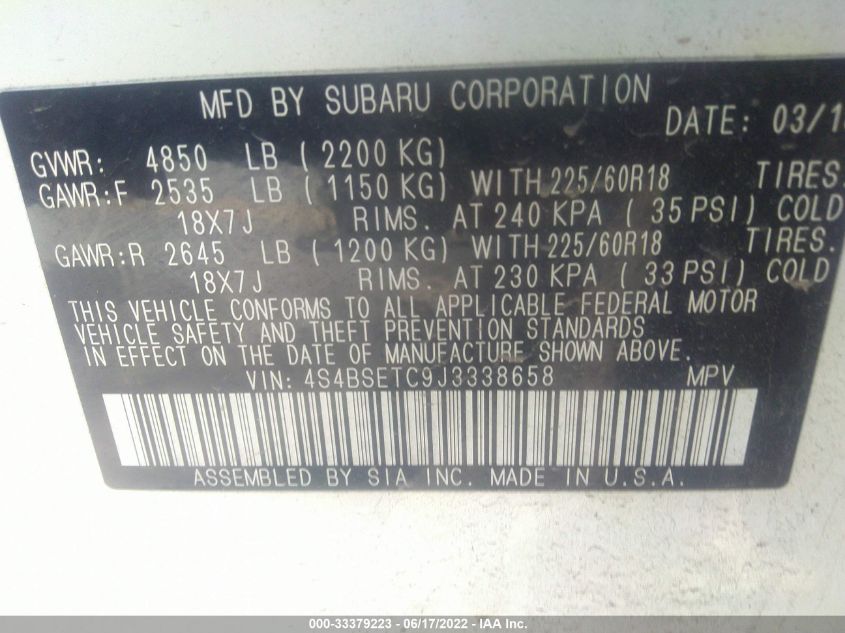 MFD BY SUBARU CORPORATION
DATE: 03/1
GVWR: 4850 LB ( 2200 KG)
GAWR:F 2535 LB ( 1150 KG) WITH 225/60R18 TIRES.
18X7J RIMS. AT 240 KPA ( 35 PSI) COLD
GAWR:R 2645 LB ( 1200 KG) WITH 225/60R18 TIRES.
18X7J RIMS. AT 230 KPA ( 33 PSI) COLD
THIS VEHICLE CONFORMS TO ALL APPLICABLE FEDERAL MOTOR
VEHICLE SAFETY AND THEFT PREVENTION STANDARDS
IN EFFECT ON THE DATE OF MANUFACTURE SHOWN ABOVE.
VIN: 4S4BSETC9J3338658 MPV
ASSEMBLED BY SIA INC. MADE IN U.S.A.
000-33379223 - 06/17/2022 - IAA Inc.